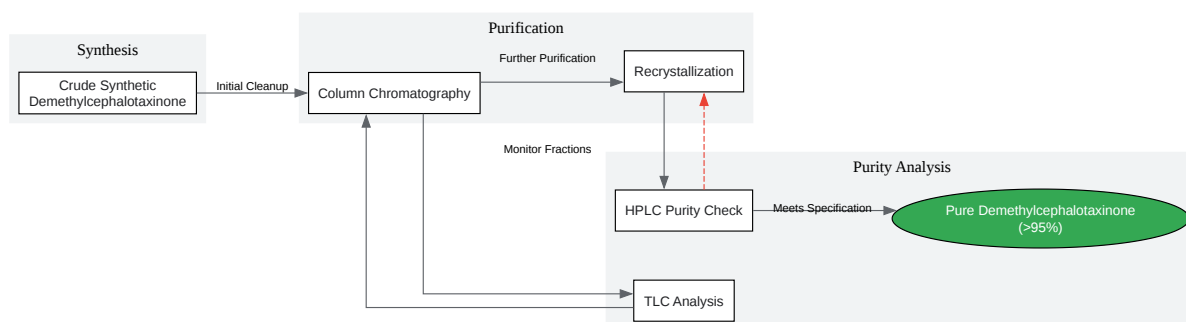 Synthesis
Crude Synthetic
Demethylcephalotaxinone
Initial Cleanup
Purification
Column Chromatography
Further Purification
Recrystallization
Monitor Fractions
Purity Analysis
HPLC Purity Check
Meets Specification
Pure Demethylcephalotaxinone
(>95%)
TLC Analysis